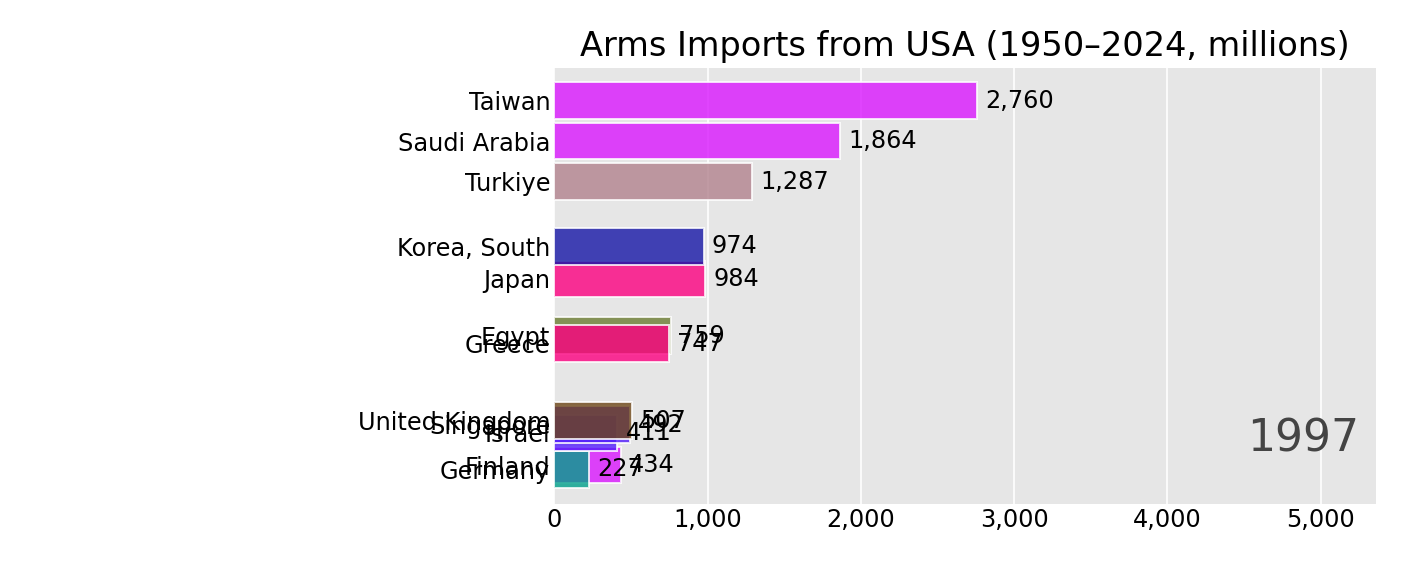 Arms Imports from USA (1950–2024, millions)
Taiwan 2,760
Saudi Arabia 1,864
Turkiye 1,287
Korea, South 974
Japan 984
Egypt 759
Greece 747
United Kingdom 507
Singapore 492
Israel 411
Finland 434
Germany 227
1997
0 1,000 2,000 3,000 4,000 5,000